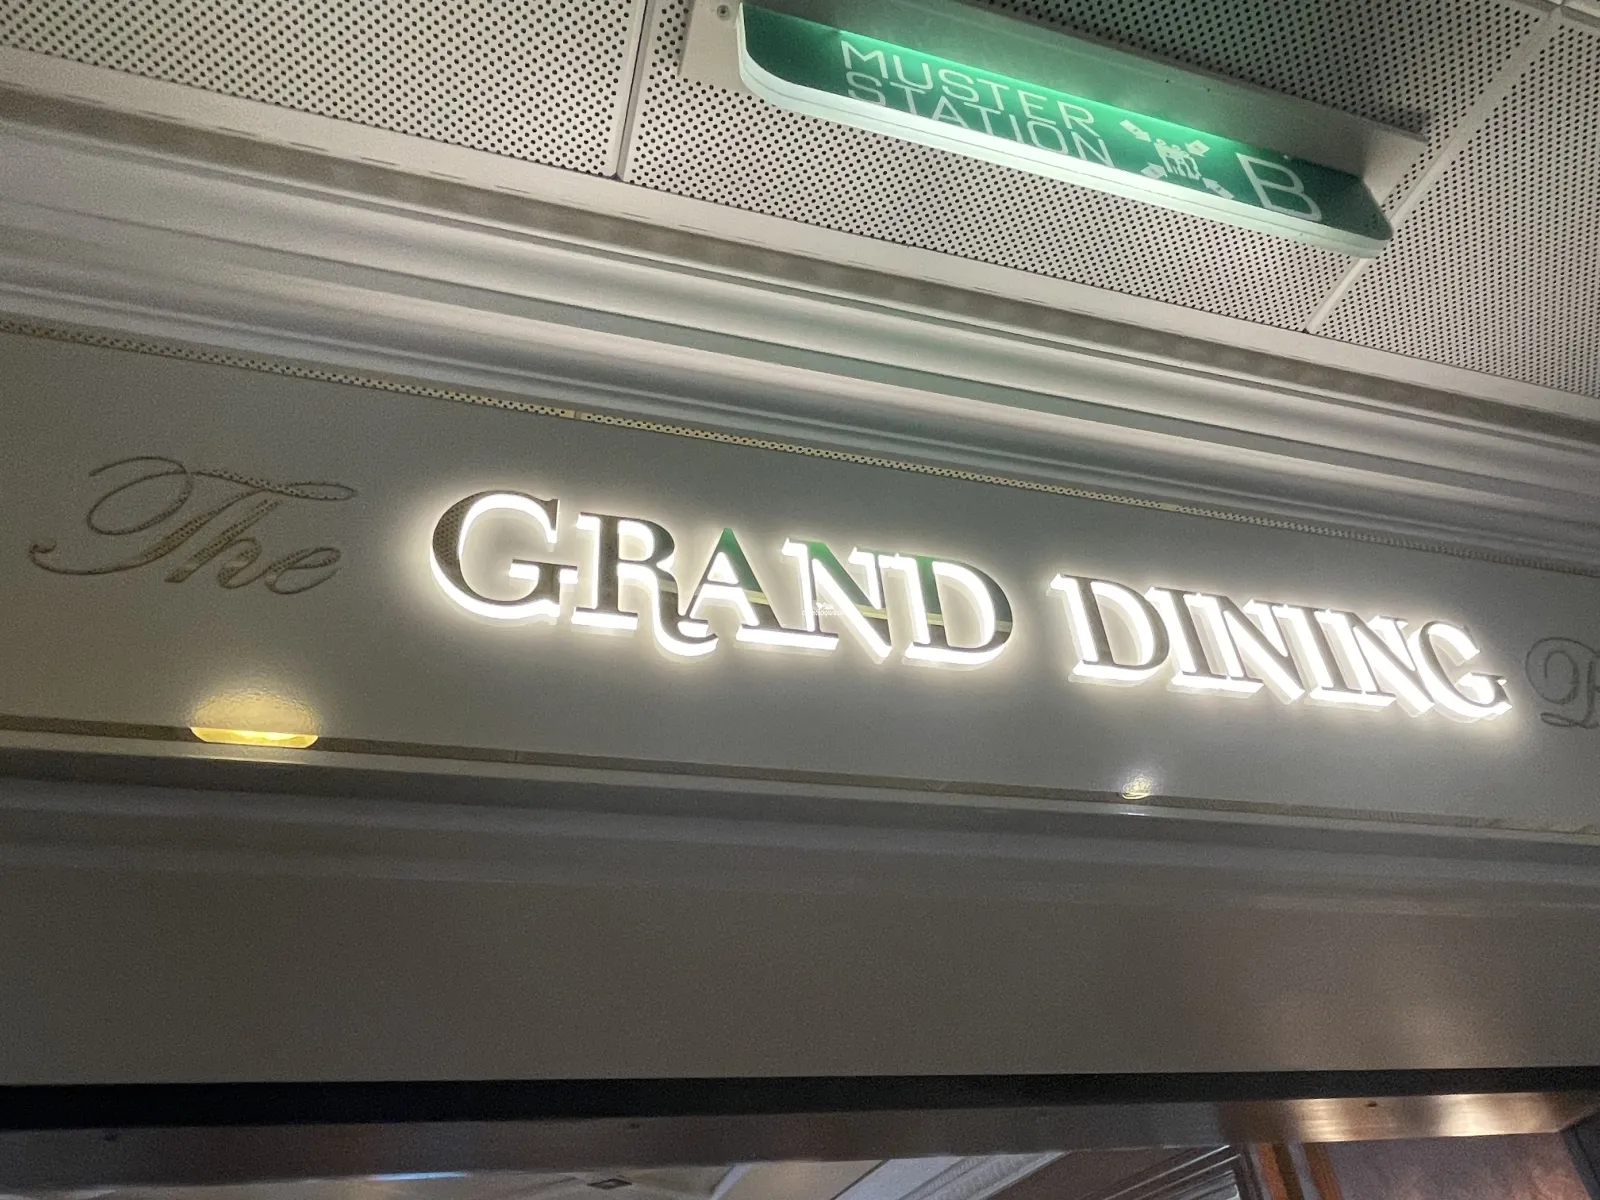 MUSTER
STATION B
The GRAND DINING